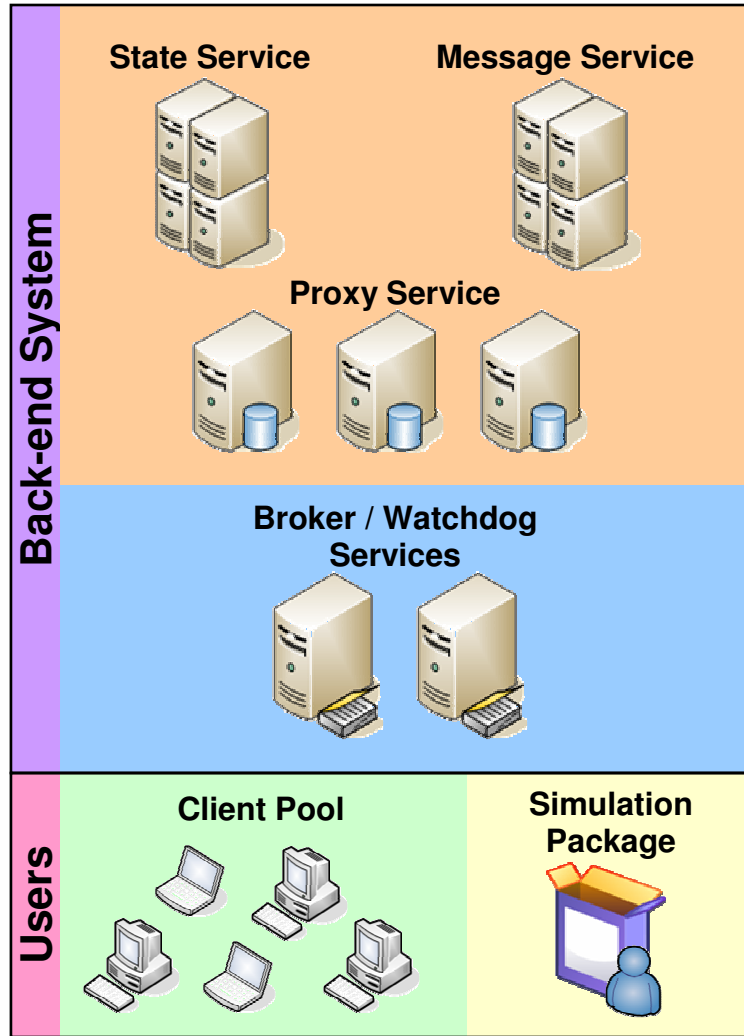 Back-end System
State Service
Message Service
Proxy Service
Broker / Watchdog
Services
Users
Client Pool
Simulation
Package